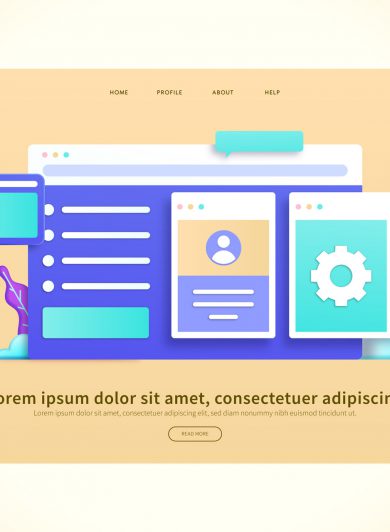 HOME PROFILE ABOUT HELP
orem ipsum dolor sit amet, consectetuer adipiscin
Lorem ipsum dolor sit amet, consectetuer adipiscing elit, sed diam nonummy nibh euismod tincidunt ut.
READ MORE